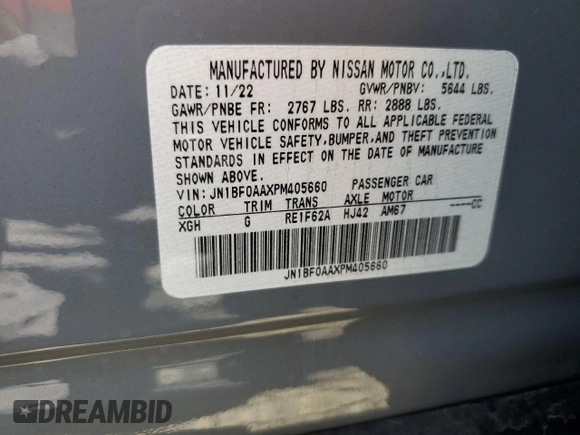 MANUFACTURED BY NISSAN MOTOR CO.,LTD.
DATE: 11/22 GVWR/PNBV: 5644 LBS.
GAWR/PNBE FR: 2767 LBS. RR: 2888 LBS.
THIS VEHICLE CONFORMS TO ALL APPLICABLE FEDERAL
MOTOR VEHICLE SAFETY,BUMPER,AND THEFT PREVENTION
STANDARDS IN EFFECT ON THE DATE OF MANUFACTURE
SHOWN ABOVE.
VIN: JN1BF0AAXPM405660 PASSENGER CAR
COLOR TRIM TRANS AXLE MOTOR ----CC
XGH G RE1F62A HJ42 AM67
JN1BF0AAXPM405660
DREAMBID